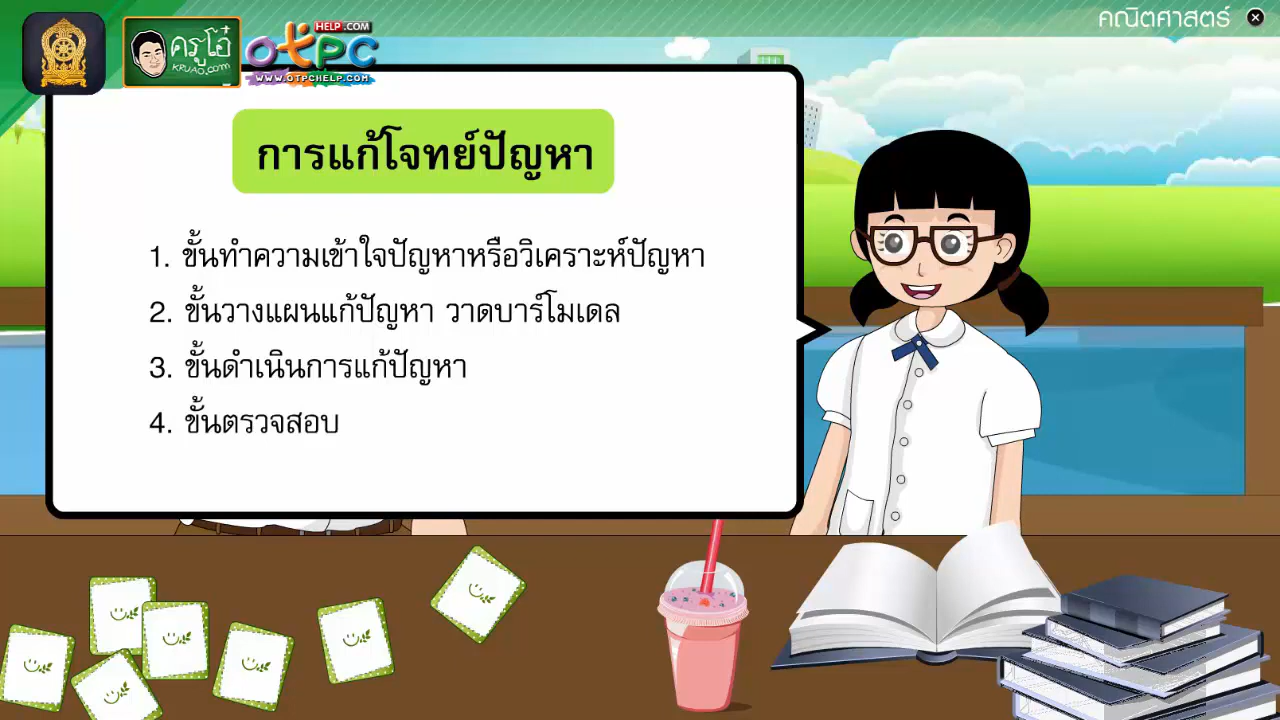 คณิตศาสตร์
ครูโอ๋
KRUAO.com
HELP.COM
OTPC
WWW.OTPCHELP.COM
การแก้โจทย์ปัญหา
1. ขั้นทำความเข้าใจปัญหาหรือวิเคราะห์ปัญหา
2. ขั้นวางแผนแก้ปัญหา วาดบาร์โมเดล
3. ขั้นดำเนินการแก้ปัญหา
4. ขั้นตรวจสอบ